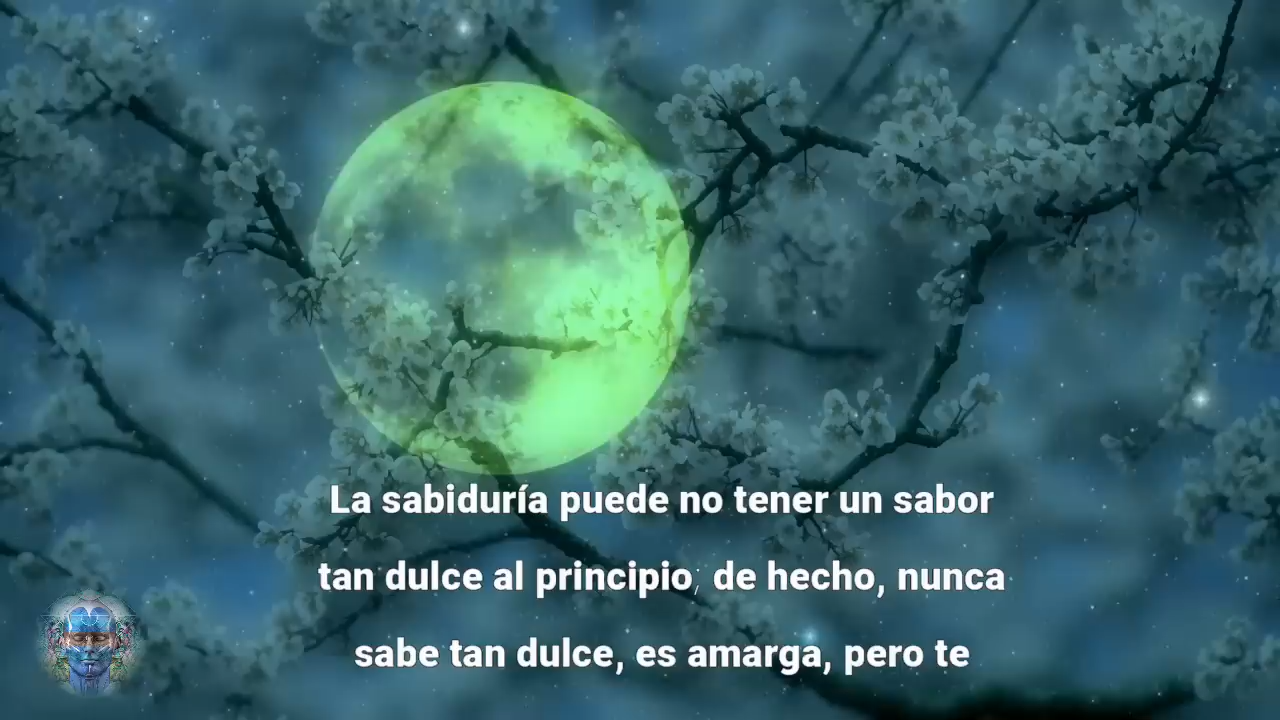 La sabiduría puede no tener un sabor
tan dulce al principio; de hecho, nunca
sabe tan dulce, es amarga, pero te